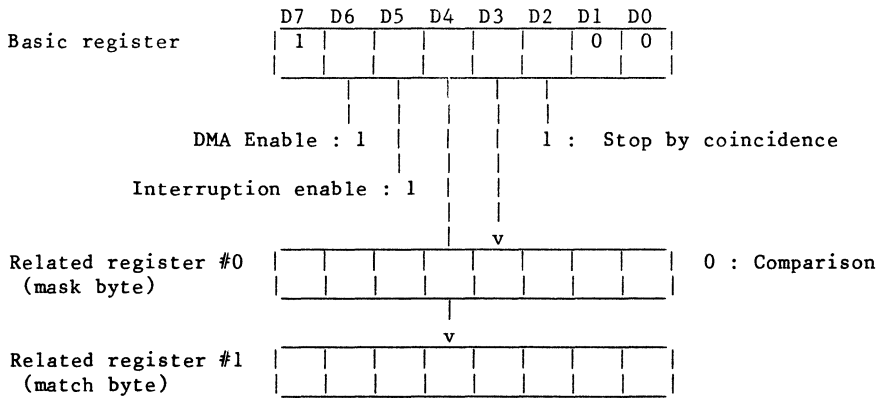 D7 D6 D5 D4 D3 D2 D1 D0
Basic register 1 0 0
DMA Enable : 1 1 : Stop by coincidence
Interruption enable : 1
v
Related register #0 0 : Comparison
(mask byte)
v
Related register #1
(match byte)